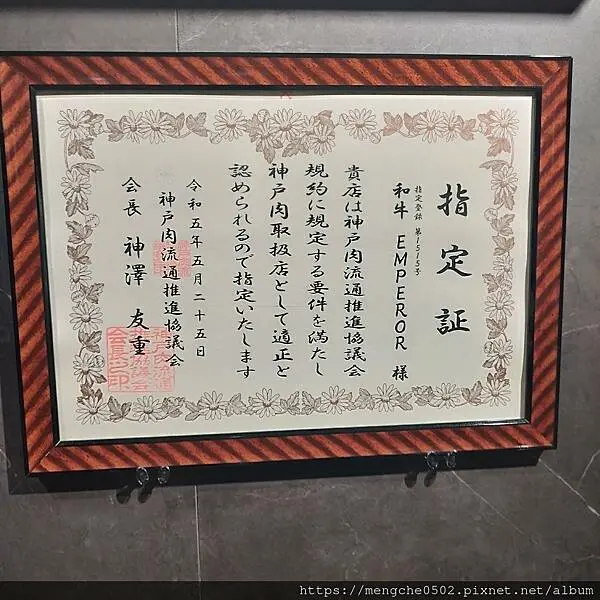 指定証
指定登録 第1515号
和牛 EMPEROR 様
貴店は神戸肉流通推進協議会
規約に規定する要件を満たし
神戸肉取扱店として適正と
認められるので指定いたします
令和五年五月二十五日
神戸肉流通推進協議会
会長 神澤 友重
https://mengche0502.pixnet.net/album